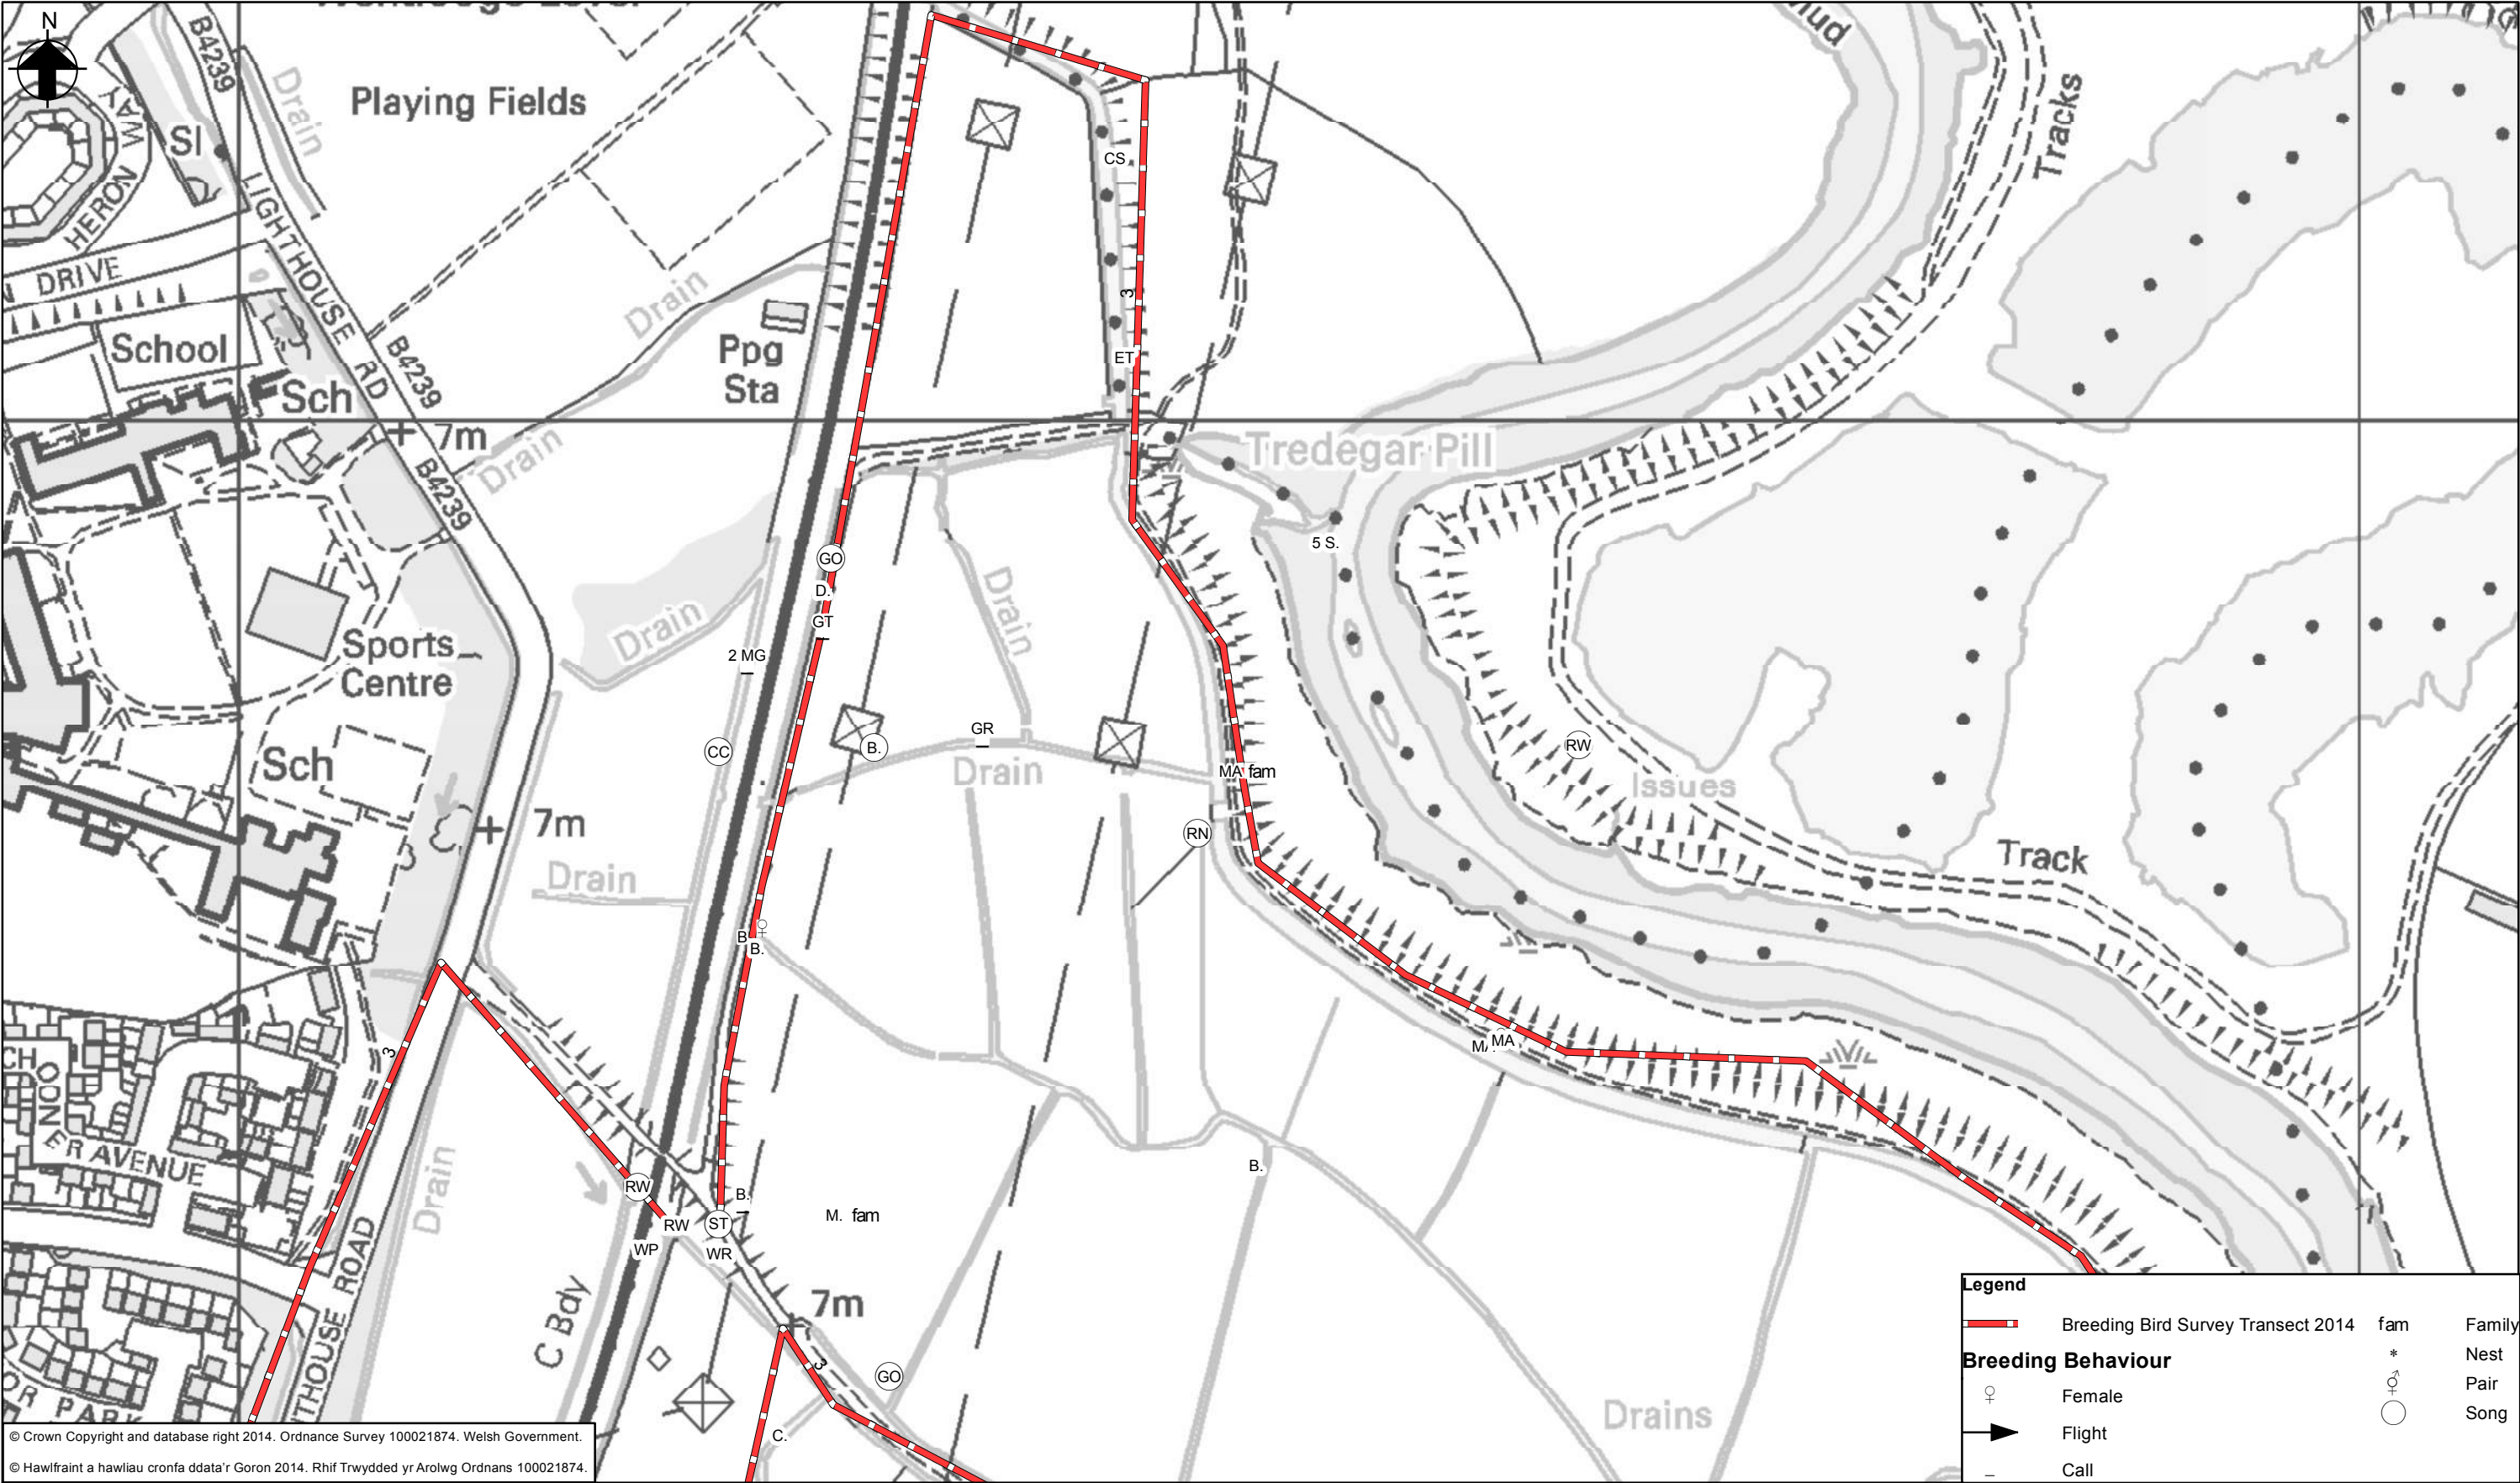 N
B4239
Drain
Playing Fields
Mud
Tracks
SI
HERON WAY
LIGHTHOUSE RD
CS
DRIVE
Drain
3
School
Sch
B4239
Ppg
Sta
ET
7m
Drain
B4239
Tredegar Pill
5 S.
GO
D.
GT
Drain
Drain
Sports
Centre
2 MG
CC
B.
GR
Drain
RW
Issues
MA fam
Sch
7m
RN
Track
Drain
B.
B.
MA
MA
3
SCHOONER AVENUE
Drain
B.
RW
RW
B.
ST
M. fam
WP
WR
LIGHTHOUSE ROAD
C Bdy
7m
3
GO
C.
Drains
OR PARK
Legend
Breeding Bird Survey Transect 2014
fam
Family
Breeding Behaviour
* Nest
♀ Female
⚥ Pair
Song
Flight
_ Call
© Crown Copyright and database right 2014. Ordnance Survey 100021874. Welsh Government.
© Hawlfraint a hawliau cronfa ddata'r Goron 2014. Rhif Trwydded yr Arolwg Ordnans 100021874.